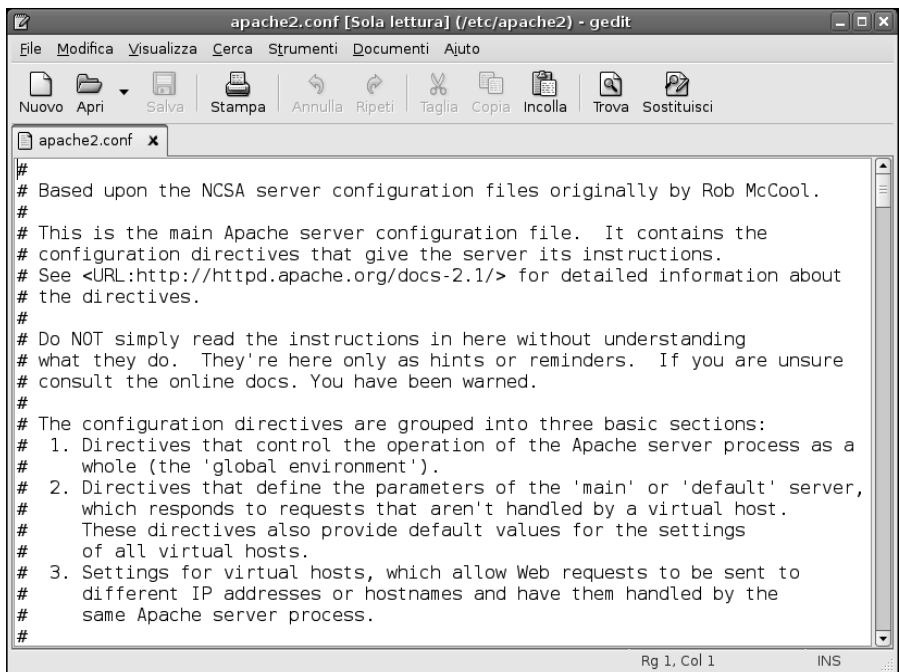 apache2.conf [Sola lettura] (/etc/apache2) - gedit
File Modifica Visualizza Cerca Strumenti Documenti Aiuto
Nuovo Apri Salva Stampa Annulla Ripeti Taglia Copia Incolla Trova Sostituisci
apache2.conf
#
# Based upon the NCSA server configuration files originally by Rob McCool.
#
# This is the main Apache server configuration file.  It contains the
# configuration directives that give the server its instructions.
# See <URL:http://httpd.apache.org/docs-2.1/> for detailed information about
# the directives.
#
# Do NOT simply read the instructions in here without understanding
# what they do.  They're here only as hints or reminders.  If you are unsure
# consult the online docs. You have been warned.
#
# The configuration directives are grouped into three basic sections:
#  1. Directives that control the operation of the Apache server process as a
#     whole (the 'global environment').
#  2. Directives that define the parameters of the 'main' or 'default' server,
#     which responds to requests that aren't handled by a virtual host.
#     These directives also provide default values for the settings
#     of all virtual hosts.
#  3. Settings for virtual hosts, which allow Web requests to be sent to
#     different IP addresses or hostnames and have them handled by the
#     same Apache server process.
#
Rg 1, Col 1 INS